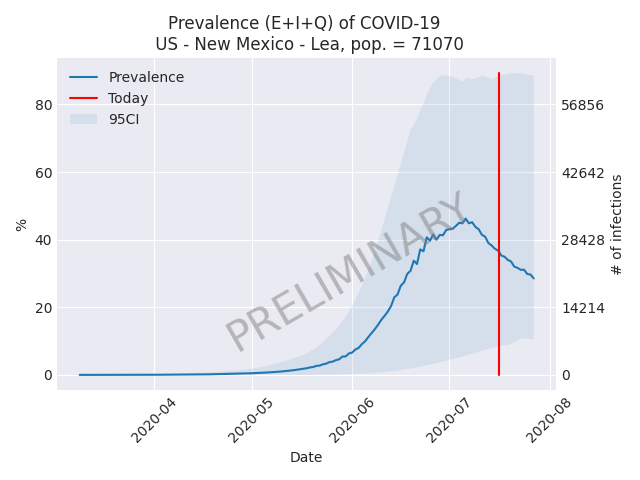 Prevalence (E+I+Q) of COVID-19
US - New Mexico - Lea, pop. = 71070
Prevalence
Today
95CI
PRELIMINARY
%
80
60
40
20
0
56856
42642
28428
14214
0
# of infections
2020-04
2020-05
2020-06
2020-07
2020-08
Date